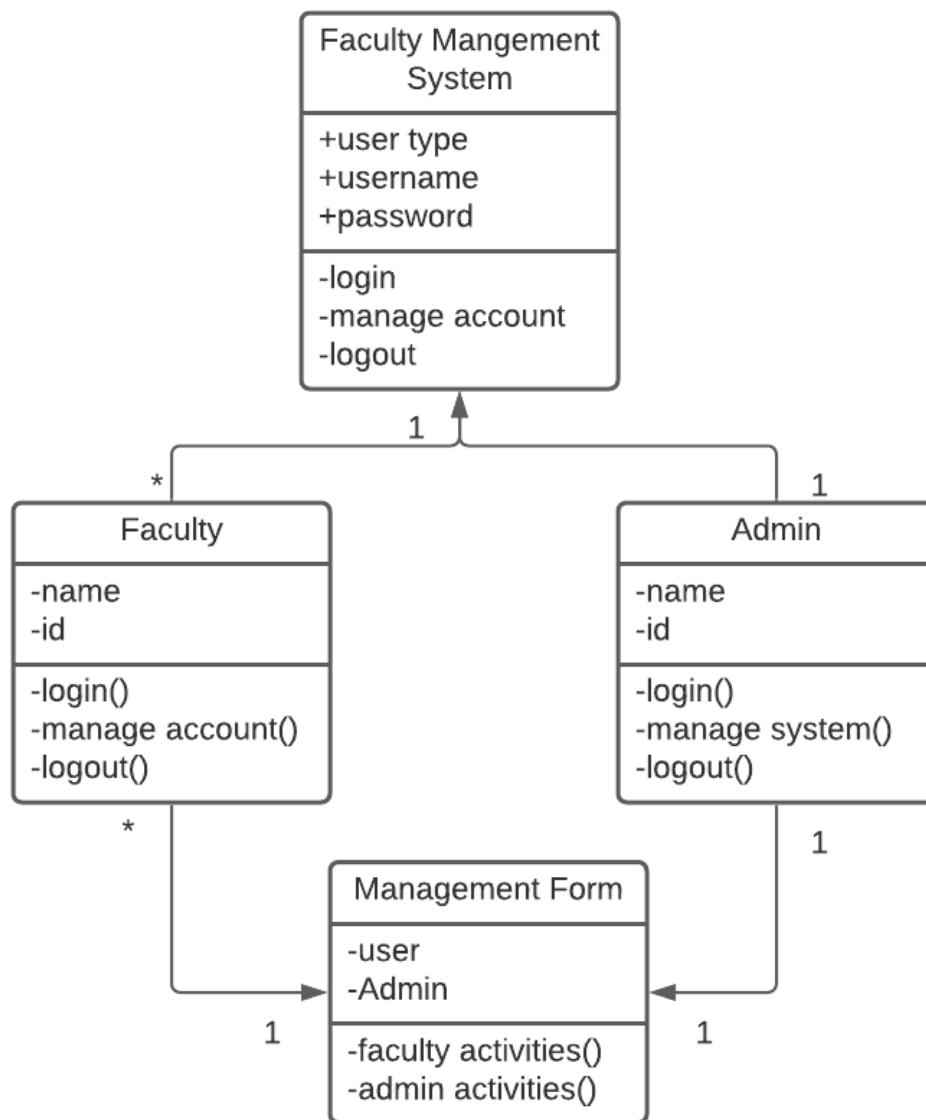 Faculty Mangement
System
+user type
+username
+password
-login
-manage account
-logout
1
*
1
Faculty
-name
-id
-login()
-manage account()
-logout()
Admin
-name
-id
-login()
-manage system()
-logout()
*
1
Management Form
-user
-Admin
-faculty activities()
-admin activities()
1
1